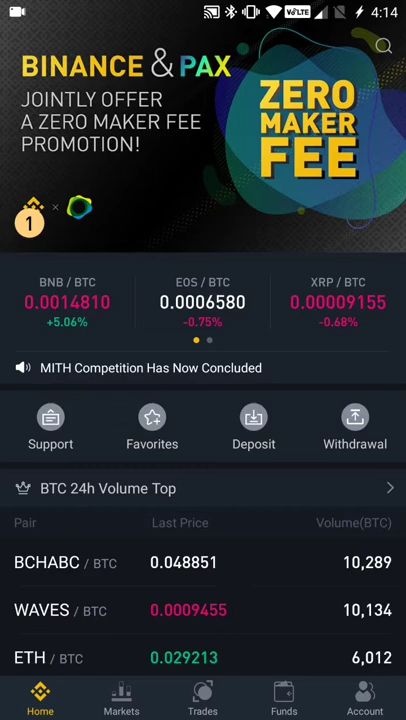 4:14
BINANCE & PAX
JOINTLY OFFER
A ZERO MAKER FEE
PROMOTION!
ZERO
MAKER
FEE
1
BNB / BTC
0.0014810
+5.06%
EOS / BTC
0.0006580
-0.75%
XRP / BTC
0.00009155
-0.68%
MITH Competition Has Now Concluded
Support
Favorites
Deposit
Withdrawal
BTC 24h Volume Top
Pair Last Price Volume(BTC)
BCHABC / BTC 0.048851 10,289
WAVES / BTC 0.0009455 10,134
ETH / BTC 0.029213 6,012
Home Markets Trades Funds Account